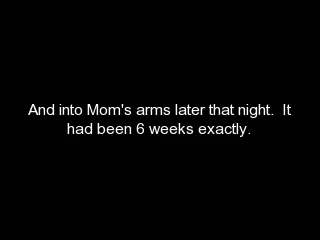 And into Mom's arms later that night.  It
had been 6 weeks exactly.